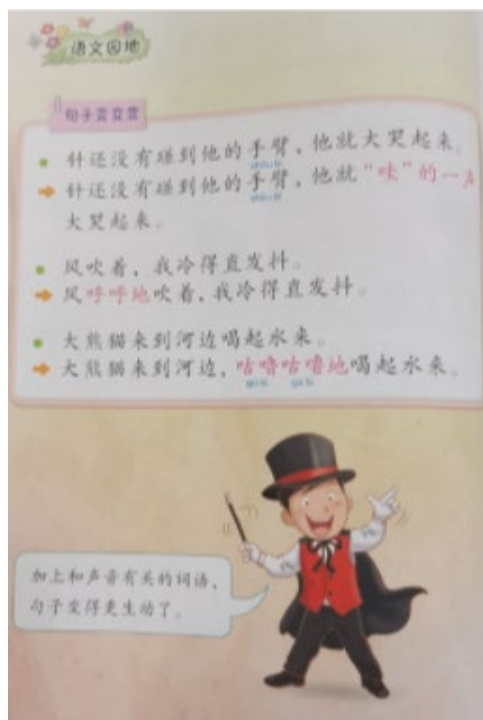 语文园地
句子变变变
针还没有碰到他的手臂，他就大哭起来。
针还没有碰到他的手臂，他就“哇”的一声
大哭起来。
风吹着，我冷得直发抖。
风呼呼地吹着，我冷得直发抖。
大熊猫来到河边喝起水来。
大熊猫来到河边，咕噜咕噜地喝起水来。
加上和声音有关的词语，
句子变得更生动了。